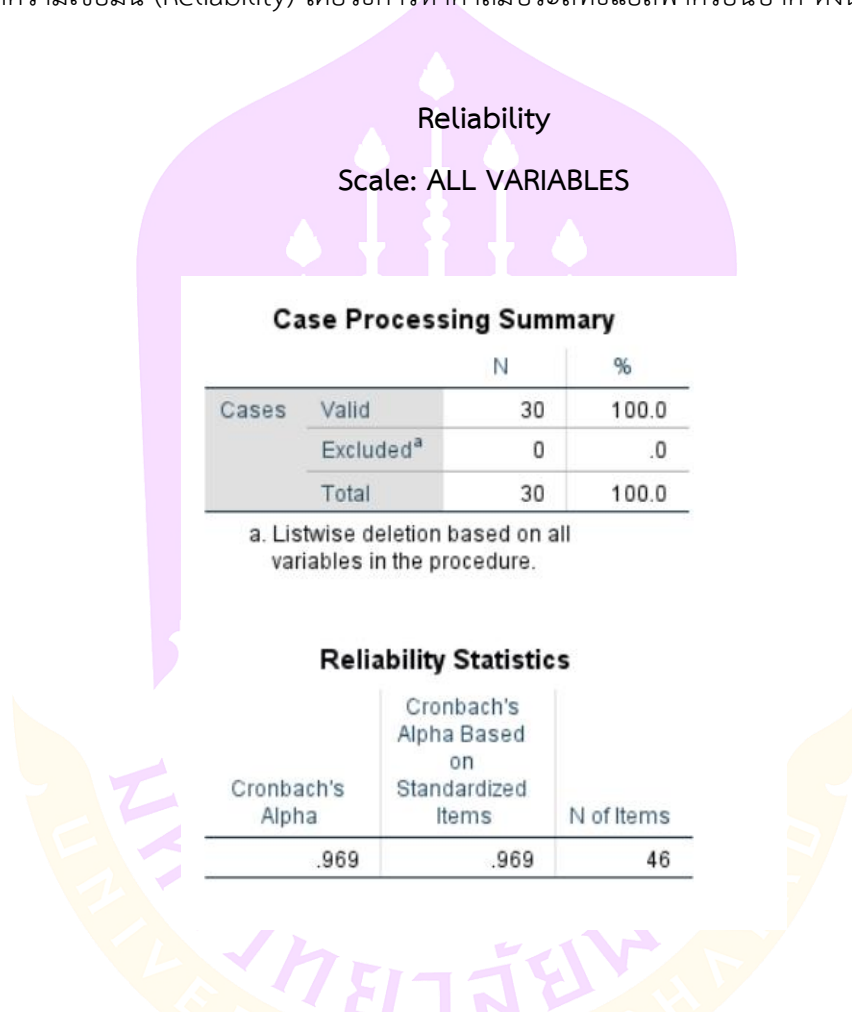 (Reliability)
Reliability
Scale: ALL VARIABLES
Case Processing Summary
N %
Cases Valid 30 100.0
Excludedᵃ 0 .0
Total 30 100.0
a. Listwise deletion based on all
variables in the procedure.
Reliability Statistics
Cronbach's Alpha Cronbach's Alpha Based on Standardized Items N of Items
.969 .969 46